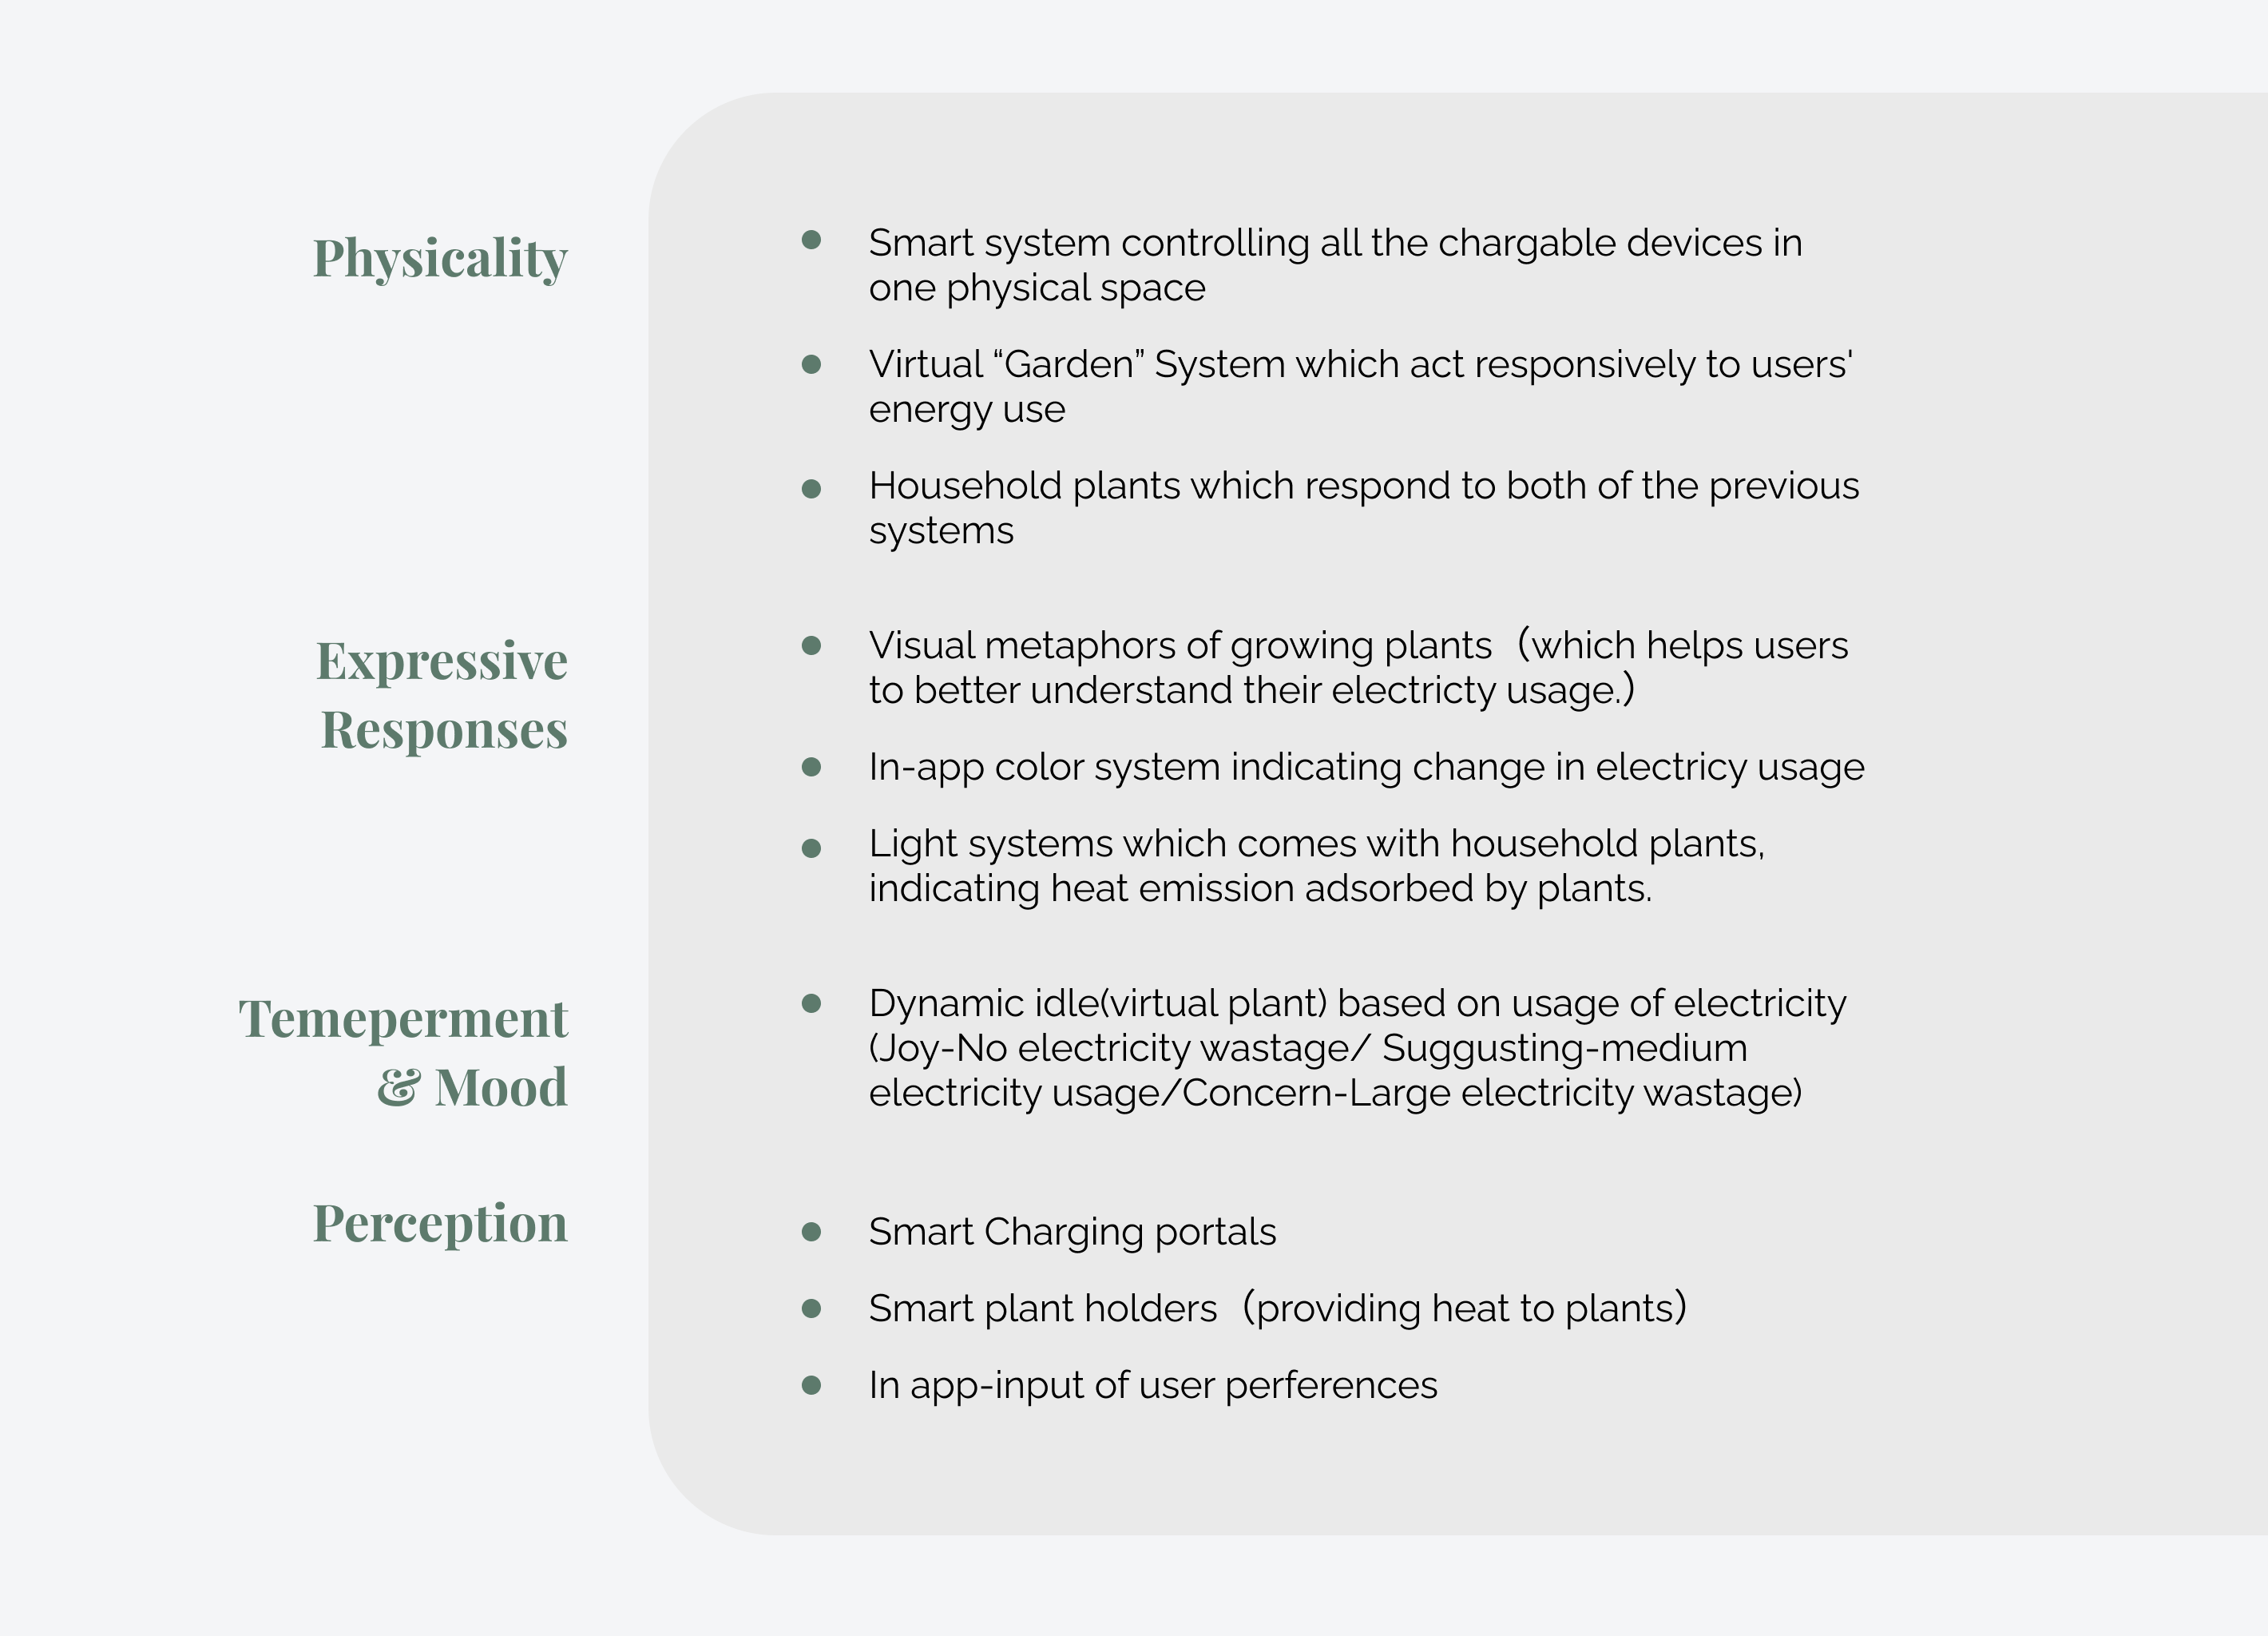 Physicality
Smart system controlling all the chargable devices in
one physical space
Virtual “Garden” System which act responsively to users'
energy use
Household plants which respond to both of the previous
systems
Expressive
Responses
Visual metaphors of growing plants（which helps users
to better understand their electricty usage.）
In-app color system indicating change in electricy usage
Light systems which comes with household plants,
indicating heat emission adsorbed by plants.
Temeperment
& Mood
Dynamic idle(virtual plant) based on usage of electricity
(Joy-No electricity wastage/ Suggusting-medium
electricity usage/Concern-Large electricity wastage)
Perception
Smart Charging portals
Smart plant holders（providing heat to plants）
In app-input of user perferences